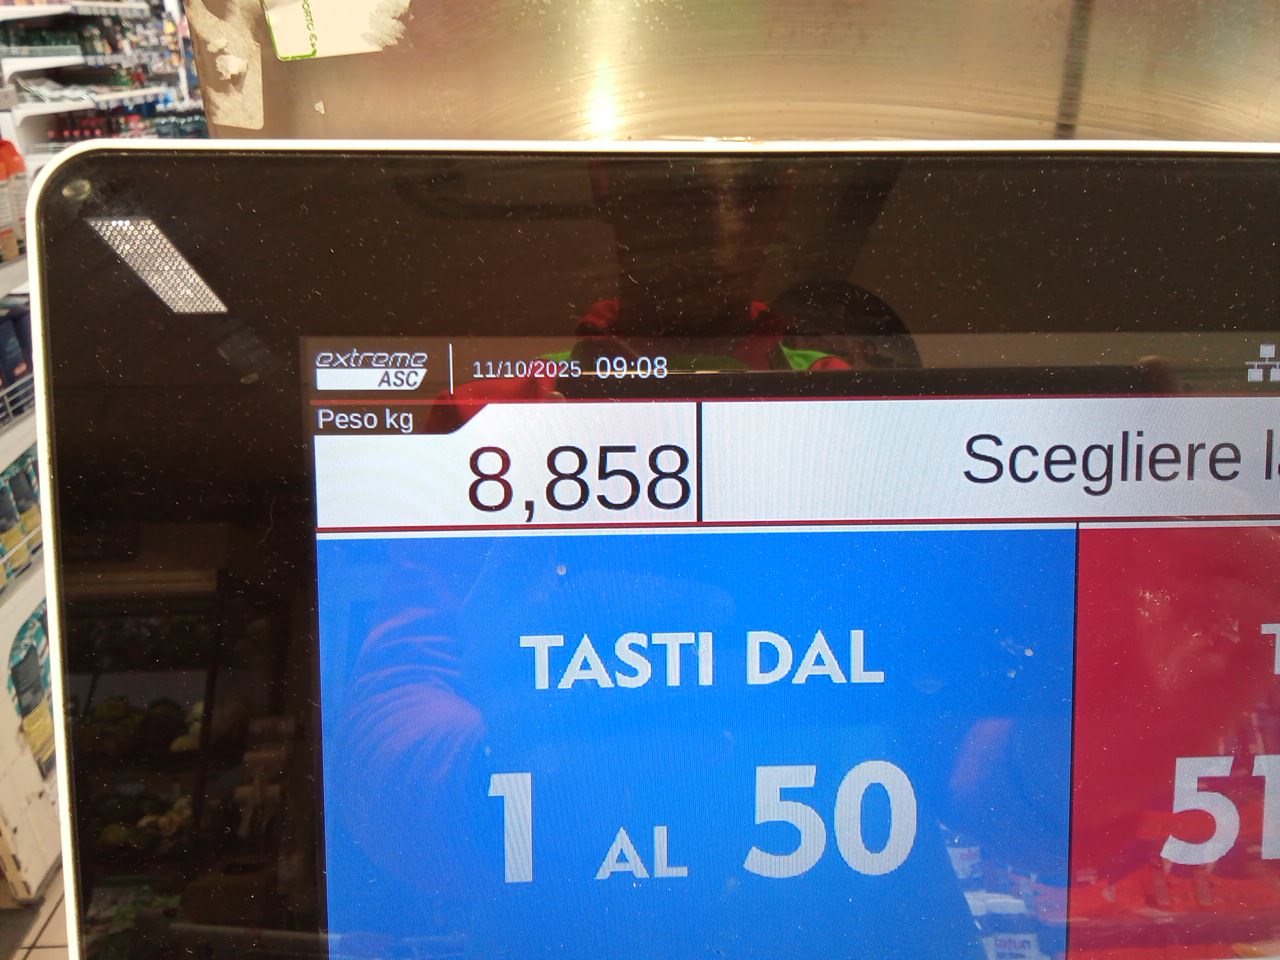 extreme
ASC
11/10/2025 09:08
Peso kg
8,858
Scegliere
TASTI DAL
1 AL 50
51